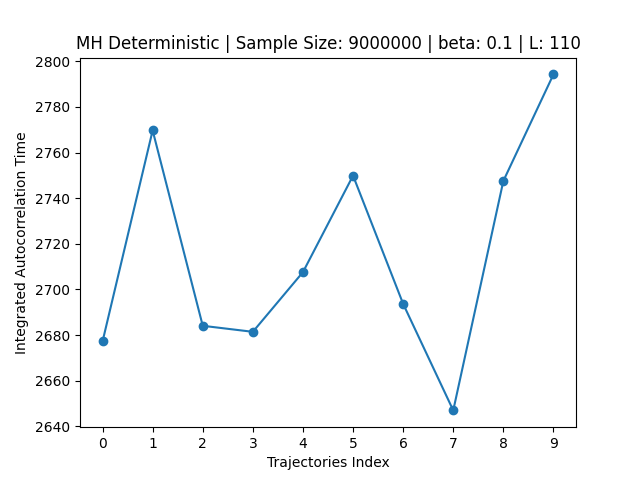 MH Deterministic | Sample Size: 9000000 | beta: 0.1 | L: 110
Integrated Autocorrelation Time
2800
2780
2760
2740
2720
2700
2680
2660
2640
0 1 2 3 4 5 6 7 8 9
Trajectories Index